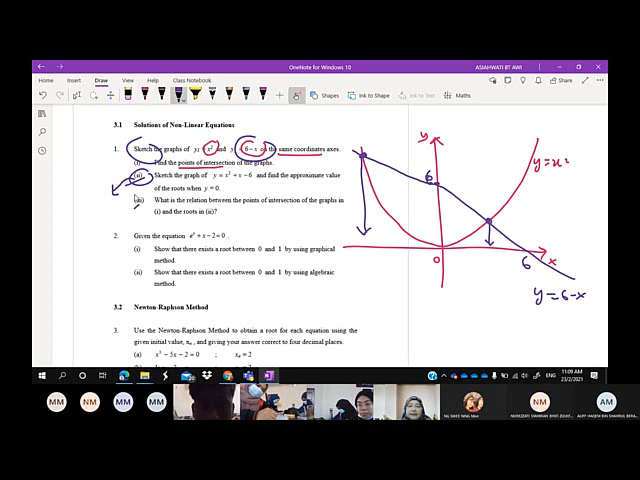 OneNote for Windows 10
ASIAHWATI BT. AWI
Home Insert Draw View Help Class Notebook
Share
Shapes
Ink to Shape
Ink to Text
Maths
3.1 Solutions of Non-Linear Equations
1. Sketch the graphs of y₁ = x² and y = 6 − x on the same coordinates axes.
(i) Find the points of intersection of the graphs.
(ii) Sketch the graph of y = x² + x − 6 and find the approximate value
of the roots when y = 0.
(iii) What is the relation between the points of intersection of the graphs in
(i) and the roots in (ii)?
2. Given the equation eˣ + x − 2 = 0.
(i) Show that there exists a root between 0 and 1 by using graphical
method.
(ii) Show that there exists a root between 0 and 1 by using algebraic
method.
3.2 Newton-Raphson Method
3. Use the Newton-Raphson Method to obtain a root for each equation using the
given initial value, x₀, and giving your answer correct to four decimal places.
(a) x³ − 5x − 2 = 0 ; x₀ = 2
y
y = x²
6
0
6
x
y = 6-x
ENG
11:09 AM
23/2/2021
MM
NM
MM
MM
NM
AM